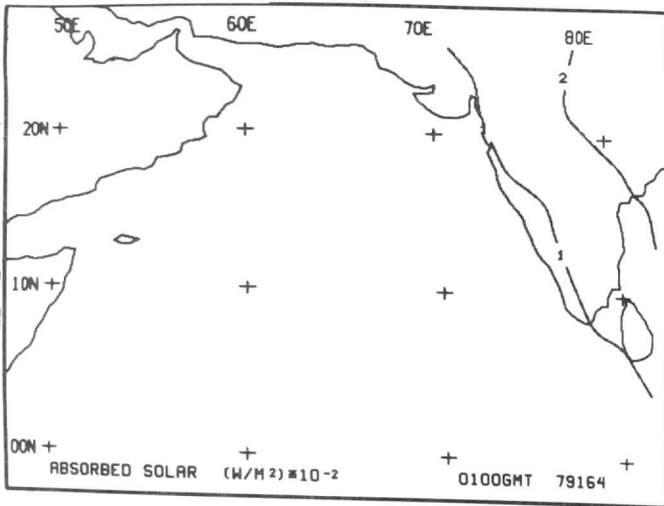 50E 60E 70E 80E
2
20N
1
10N
00N
ABSORBED SOLAR (W/M²)*10⁻² 0100GMT 79164